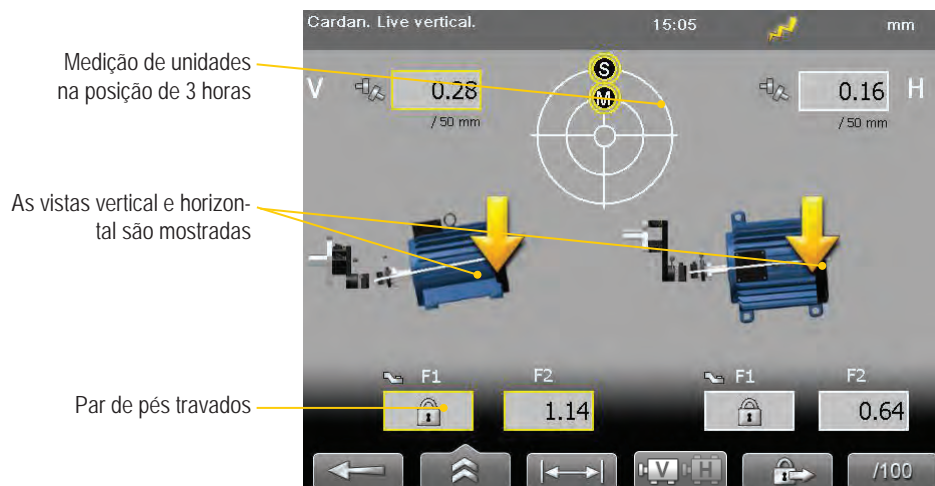 Cardan. Live vertical. 15:05 mm
Medição de unidades
na posição de 3 horas
V 0.28 S M 0.16 H
/ 50 mm / 50 mm
As vistas vertical e horizon-
tal são mostradas
F1 F2 F1 F2
Par de pés travados
1.14 0.64
V H /100